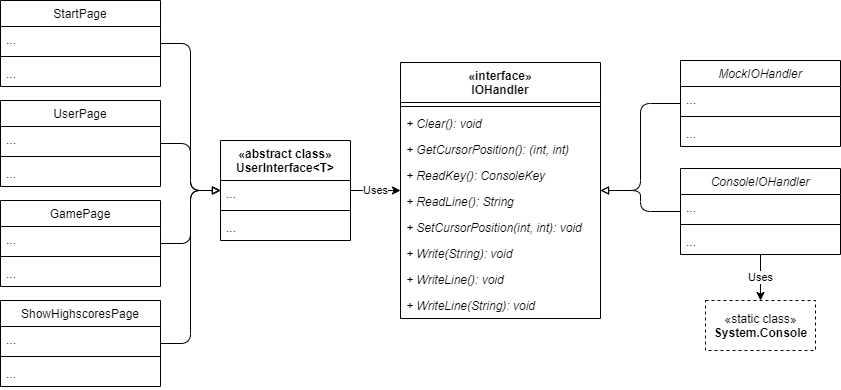 StartPage
...
...
UserPage
...
...
GamePage
...
...
ShowHighscoresPage
...
...
«abstract class»
UserInterface<T>
...
...
Uses
«interface»
IOHandler
+ Clear(): void
+ GetCursorPosition(): (int, int)
+ ReadKey(): ConsoleKey
+ ReadLine(): String
+ SetCursorPosition(int, int): void
+ Write(String): void
+ WriteLine(): void
+ WriteLine(String): void
MockIOHandler
...
...
ConsoleIOHandler
...
...
Uses
«static class»
System.Console